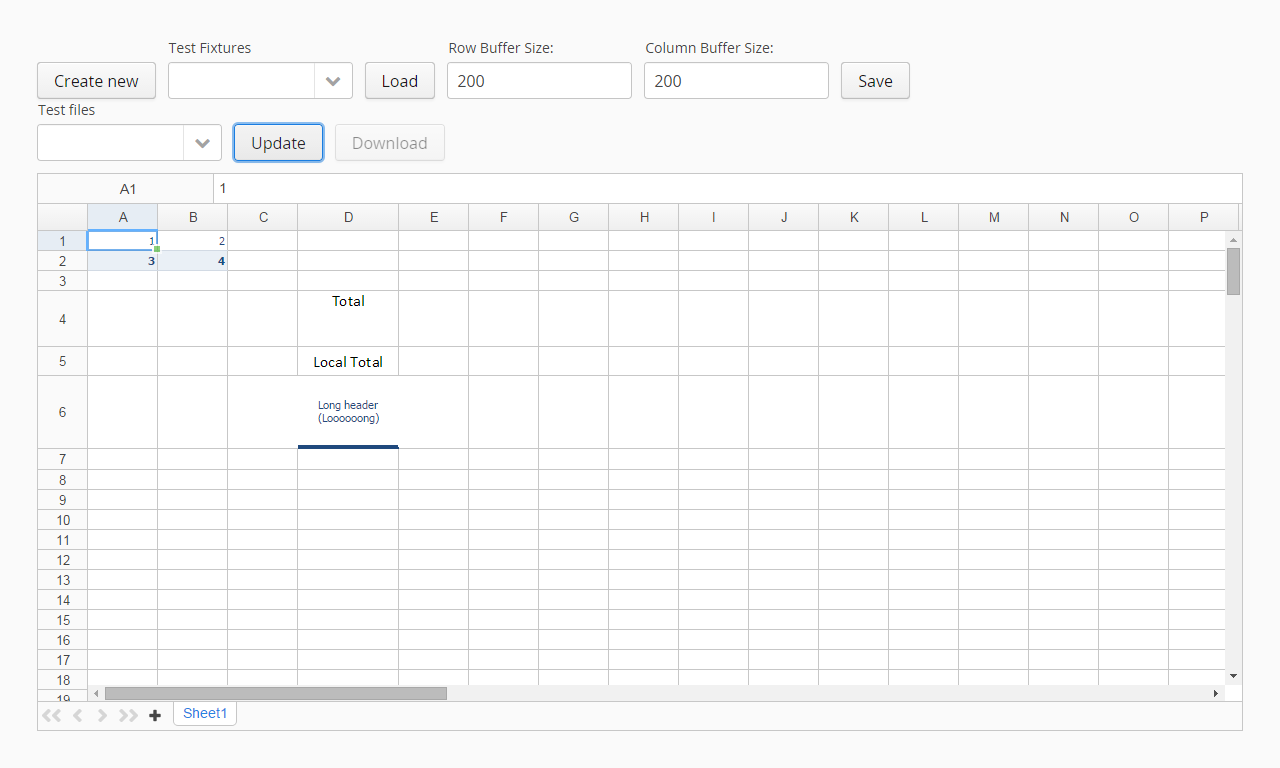 Test Fixtures Row Buffer Size: Column Buffer Size:
Create new Load 200 200 Save
Test files
Update Download
A1 1
A B C D E F G H I J K L M N O P
1 1 2
2 3 4
3
4 Total
5 Local Total
6 Long header
(Loooooong)
7
8
9
10
11
12
13
14
15
16
17
18
19
Sheet1